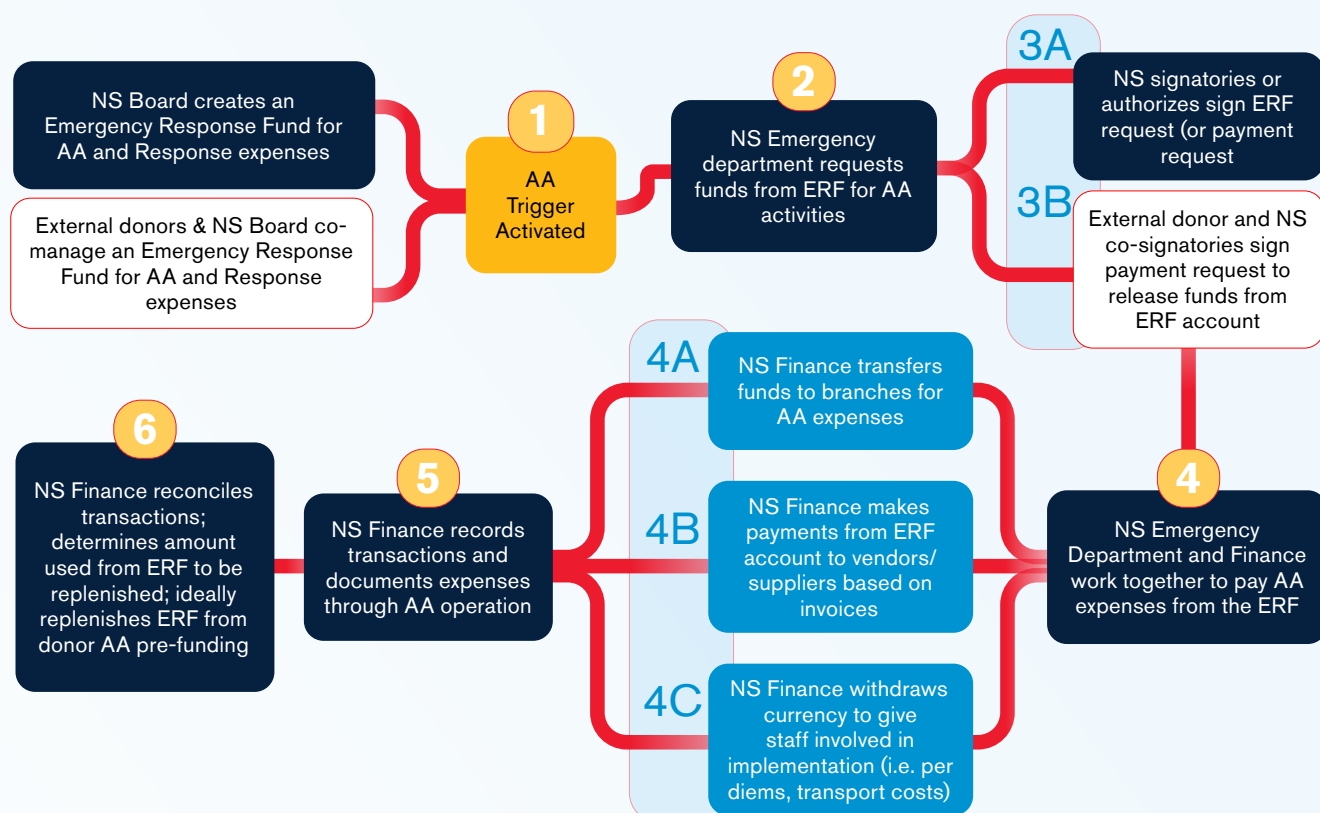 NS Board creates an
Emergency Response Fund for
AA and Response expenses
External donors & NS Board co-
manage an Emergency Response
Fund for AA and Response
expenses
1
AA
Trigger
Activated
2
NS Emergency
department requests
funds from ERF for AA
activities
3A
NS signatories or
authorizes sign ERF
request (or payment
request
3B
External donor and NS
co-signatories sign
payment request to
release funds from
ERF account
4
NS Emergency
Department and Finance
work together to pay AA
expenses from the ERF
4A
NS Finance transfers
funds to branches for
AA expenses
4B
NS Finance makes
payments from ERF
account to vendors/
suppliers based on
invoices
4C
NS Finance withdraws
currency to give
staff involved in
implementation (i.e. per
diems, transport costs)
5
NS Finance records
transactions and
documents expenses
through AA operation
6
NS Finance reconciles
transactions;
determines amount
used from ERF to be
replenished; ideally
replenishes ERF from
donor AA pre-funding